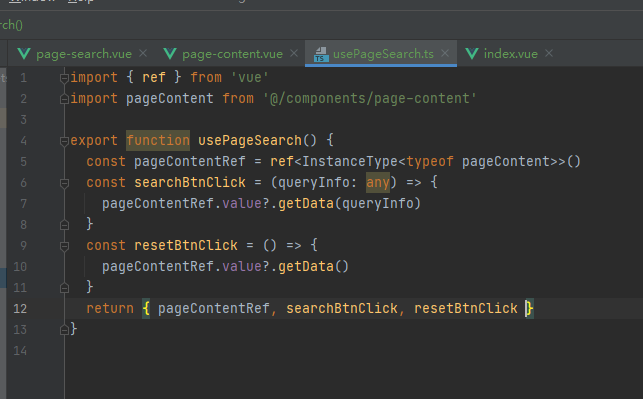 Window Help
rch()
page-search.vue page-content.vue usePageSearch.ts index.vue
1 import { ref } from 'vue'
2 import pageContent from '@/components/page-content'
3
4 export function usePageSearch() {
5 const pageContentRef = ref<InstanceType<typeof pageContent>>()
6 const searchBtnClick = (queryInfo: any) => {
7 pageContentRef.value?.getData(queryInfo)
8 }
9 const resetBtnClick = () => {
10 pageContentRef.value?.getData()
11 }
12 return { pageContentRef, searchBtnClick, resetBtnClick }
13 }
14